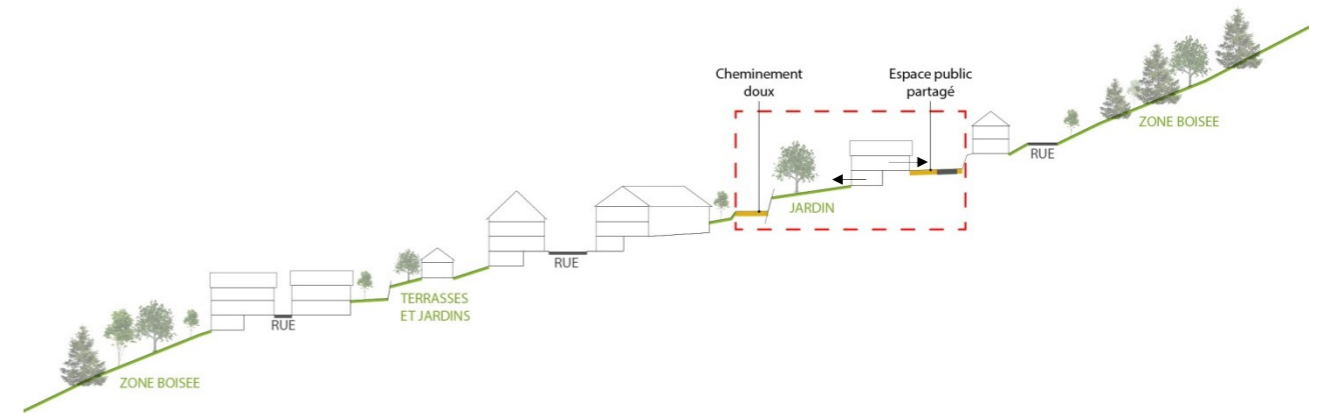 Cheminement
doux
Espace public
partagé
ZONE BOISEE
RUE
JARDIN
RUE
TERRASSES
ET JARDINS
RUE
ZONE BOISEE